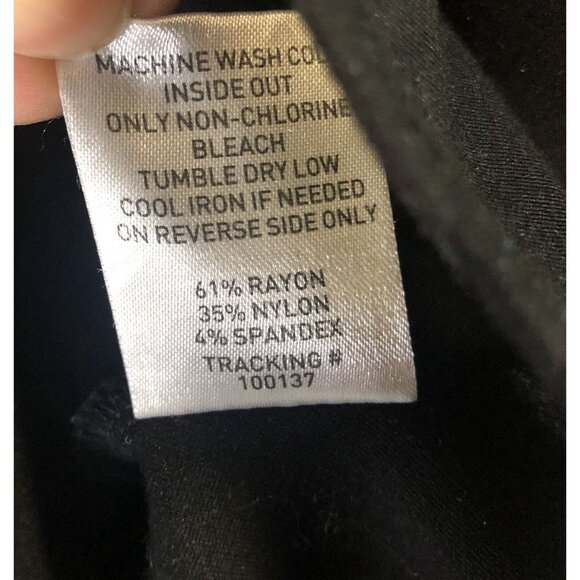 MACHINE WASH COL
INSIDE OUT
ONLY NON-CHLORINE
BLEACH
TUMBLE DRY LOW
COOL IRON IF NEEDED
ON REVERSE SIDE ONLY
61% RAYON
35% NYLON
4% SPANDEX
TRACKING #
100137